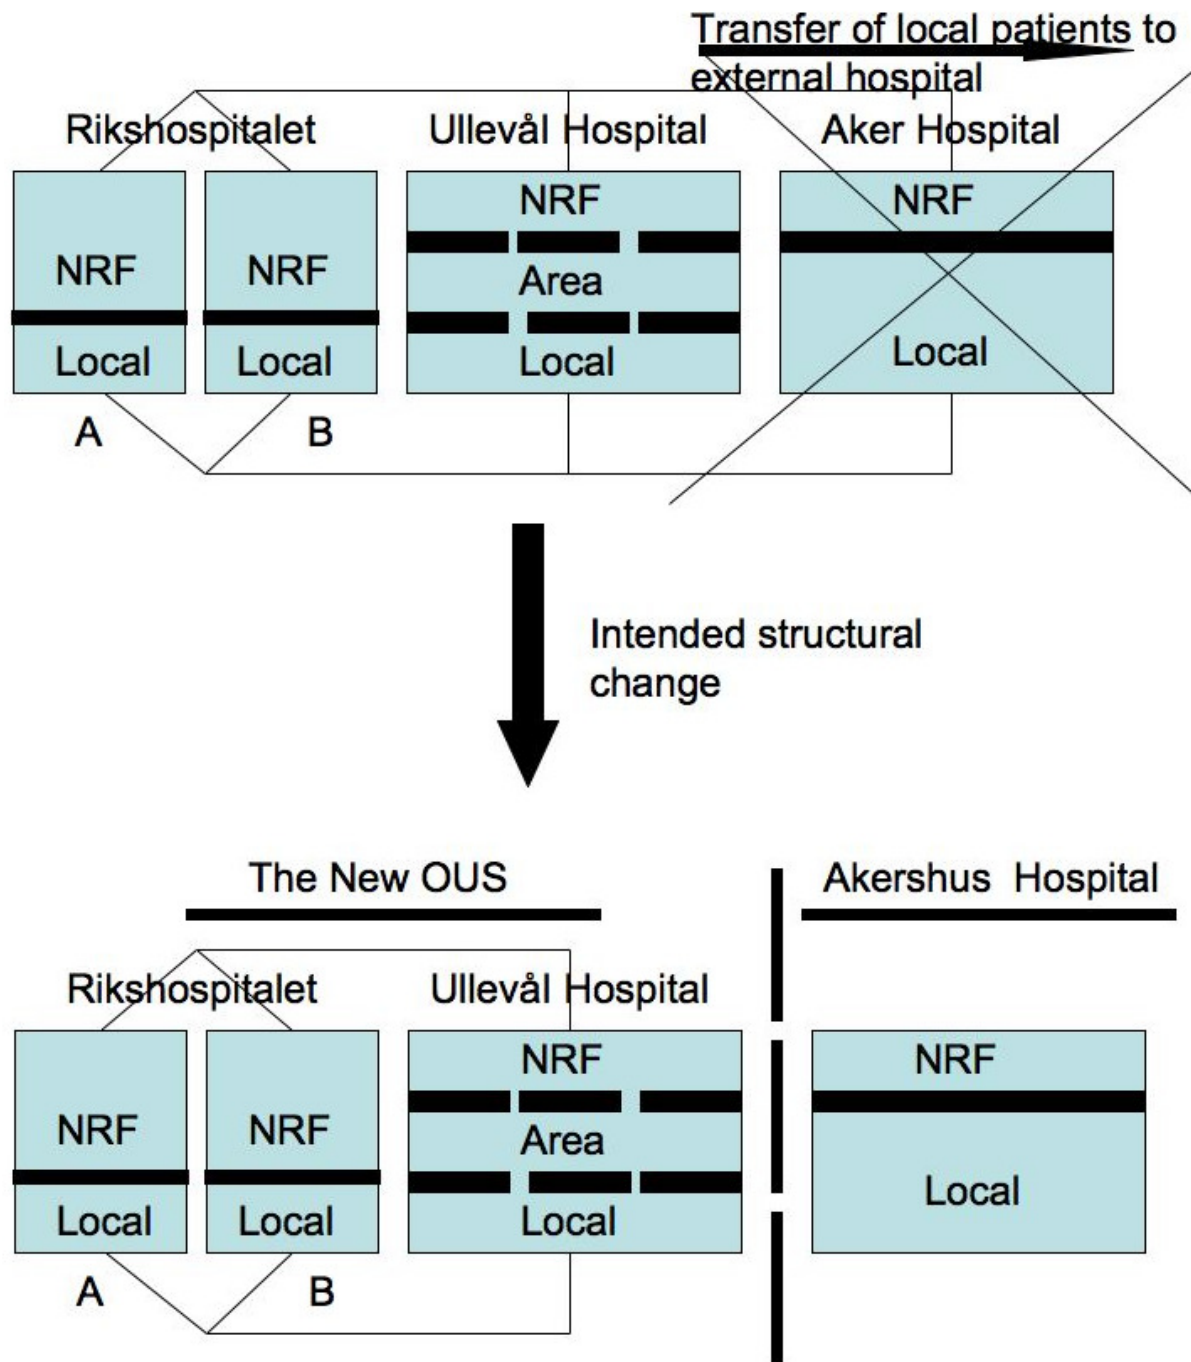 Transfer of local patients to
external hospital
Rikshospitalet
Ullevål Hospital
Aker Hospital
NRF
NRF
NRF
NRF
Area
Local
Local
Local
Local
A
B
Intended structural
change
The New OUS
Akershus Hospital
Rikshospitalet
Ullevål Hospital
NRF
NRF
NRF
NRF
Area
Local
Local
Local
Local
A
B